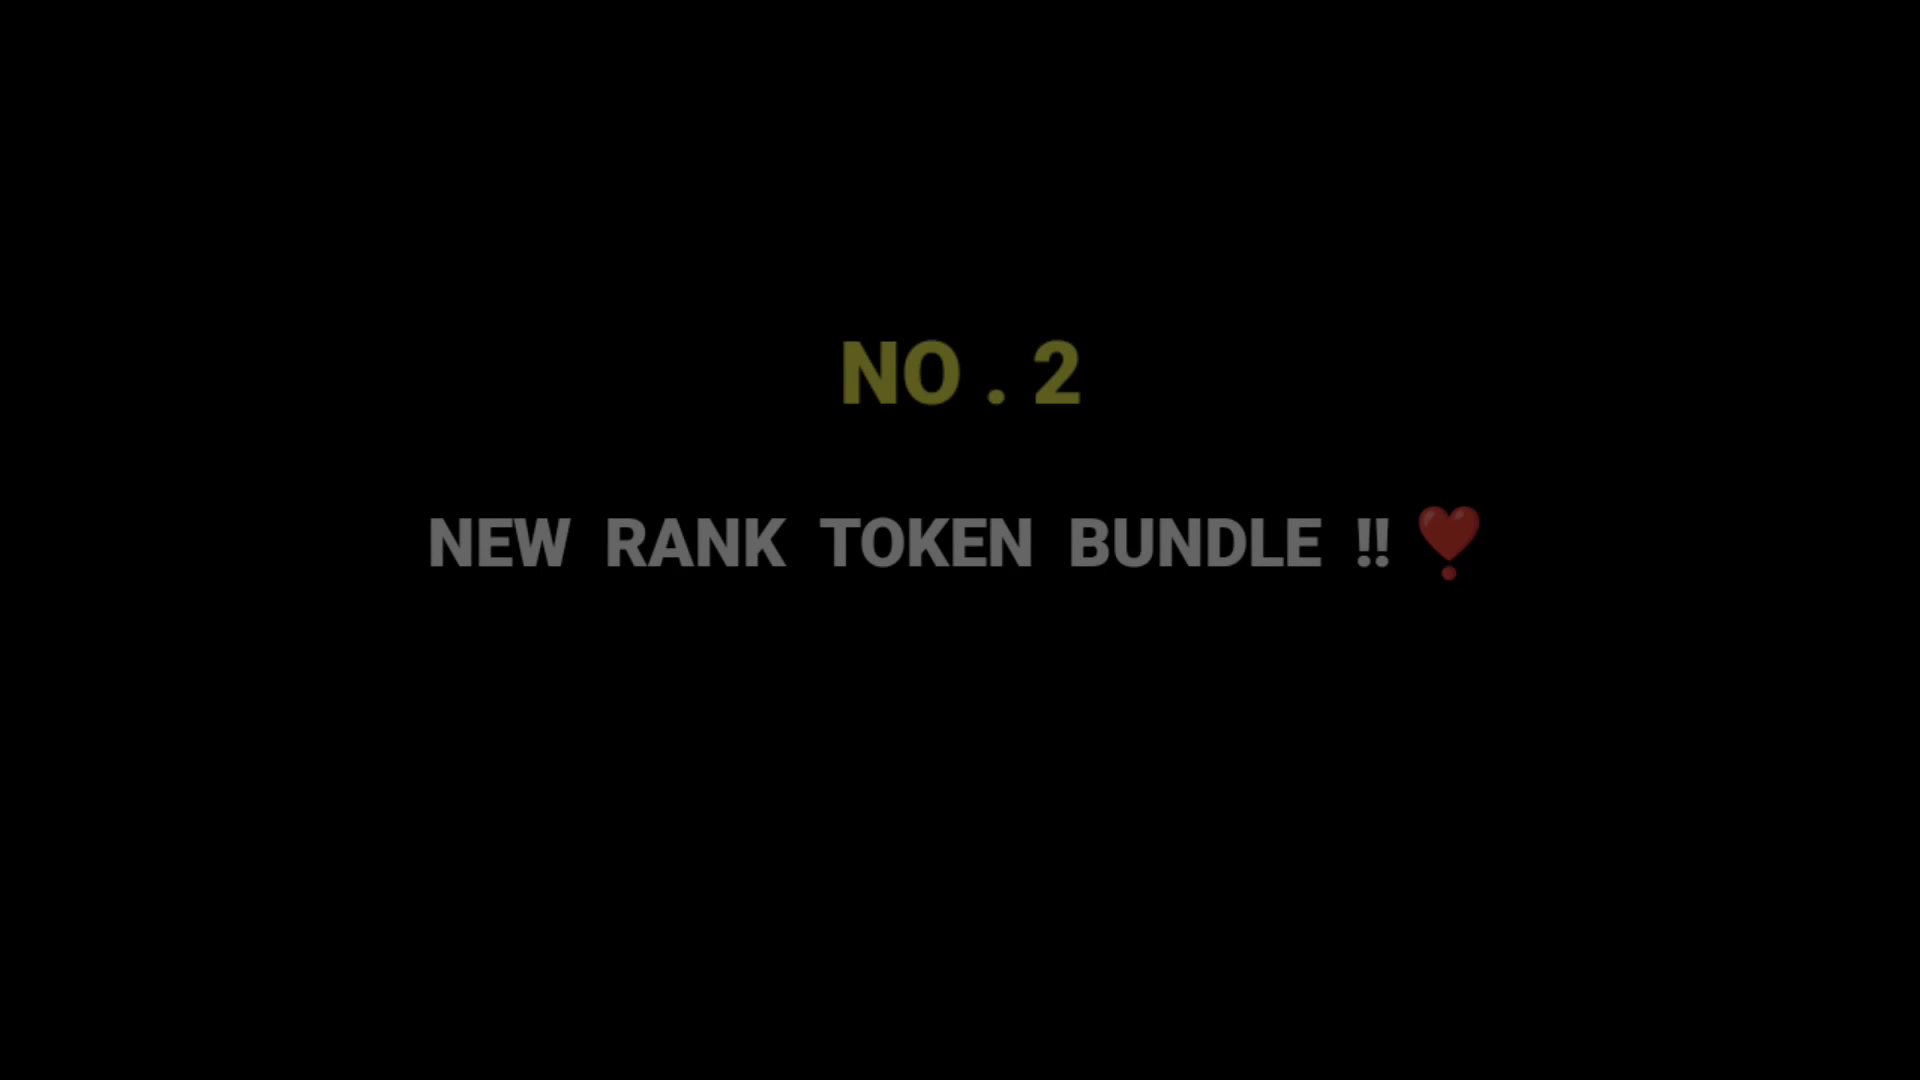 NO . 2
NEW RANK TOKEN BUNDLE !! ❣️